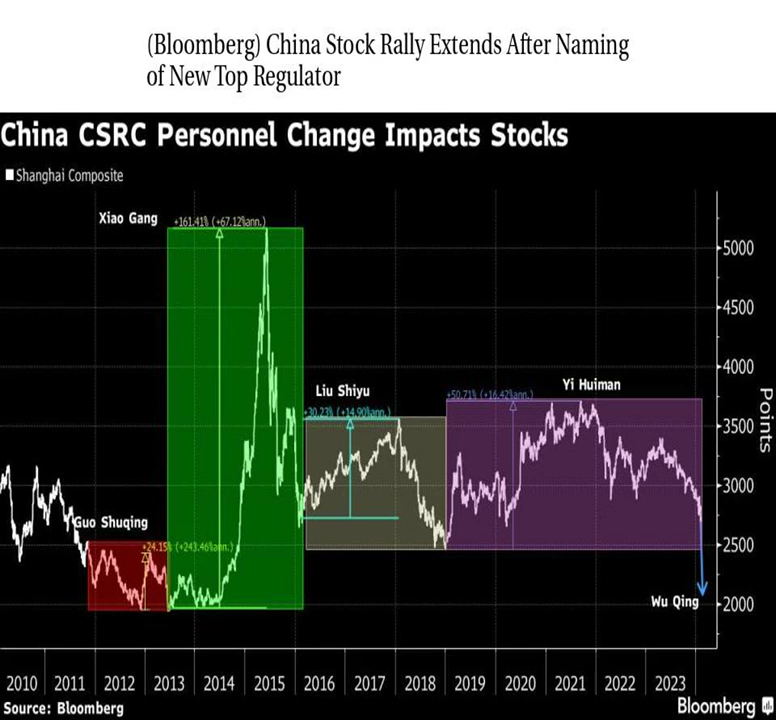 (Bloomberg) China Stock Rally Extends After Naming
of New Top Regulator
China CSRC Personnel Change Impacts Stocks
Shanghai Composite
Xiao Gang
+161.41% (+67.12%ann.)
5000
4500
4000
Liu Shiyu
+30.23% (+14.90%ann.)
+50.71% (+16.42%ann.)
Yi Huiman
3500
Points
3000
Guo Shuqing
+24.15% (+243.46%ann.)
2500
Wu Qing
2000
2010 2011 2012 2013 2014 2015 2016 2017 2018 2019 2020 2021 2022 2023
Source: Bloomberg
Bloomberg